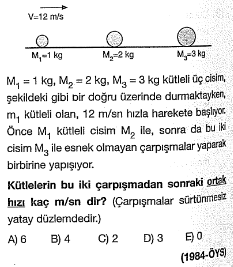 V=12 m/s
M₁=1 kg M₂=2 kg M₃=3 kg
M₁ = 1 kg, M₂ = 2 kg, M₃ = 3 kg kütleli üç cisim,
şekildeki gibi bir doğru üzerinde durmaktayken,
m₁ kütleli olan, 12 m/sn hızla harekete başlıyor.
Önce M₁ kütleli cisim M₂ ile, sonra da bu iki
cisim M₃ ile esnek olmayan çarpışmalar yaparak
birbirine yapışıyor.
Kütlelerin bu iki çarpışmadan sonraki ortak
hızı kaç m/sn dir? (Çarpışmalar sürtünmesiz
yatay düzlemdedir.)
A) 6 B) 4 C) 2 D) 3 E) 0
(1984-ÖYS)